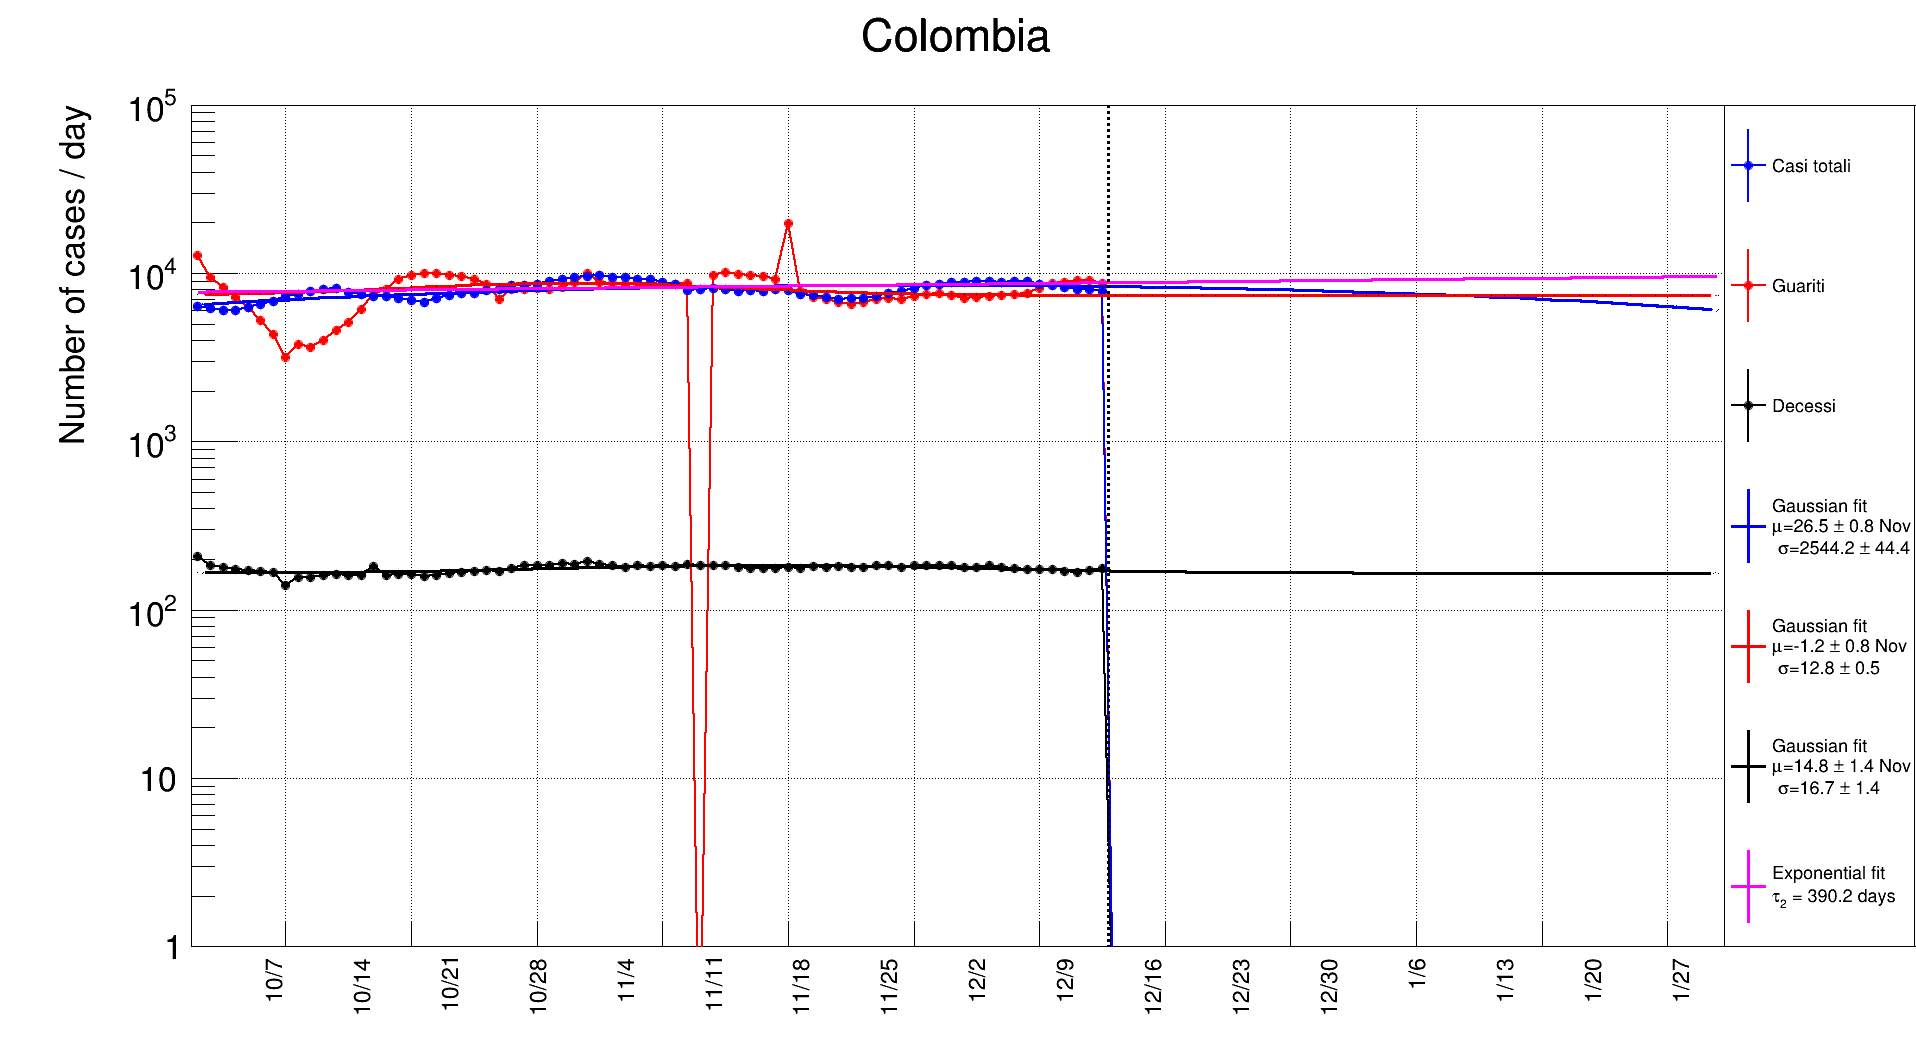 Colombia
Number of cases / day
10^5
10^4
10^3
10^2
10
1
10/7
10/14
10/21
10/28
11/4
11/11
11/18
11/25
12/2
12/9
12/16
12/23
12/30
1/6
1/13
1/20
1/27
Casi totali
Guariti
Decessi
Gaussian fit
μ=26.5 ± 0.8 Nov
σ=2544.2 ± 44.4
Gaussian fit
μ=-1.2 ± 0.8 Nov
σ=12.8 ± 0.5
Gaussian fit
μ=14.8 ± 1.4 Nov
σ=16.7 ± 1.4
Exponential fit
τ₂ = 390.2 days